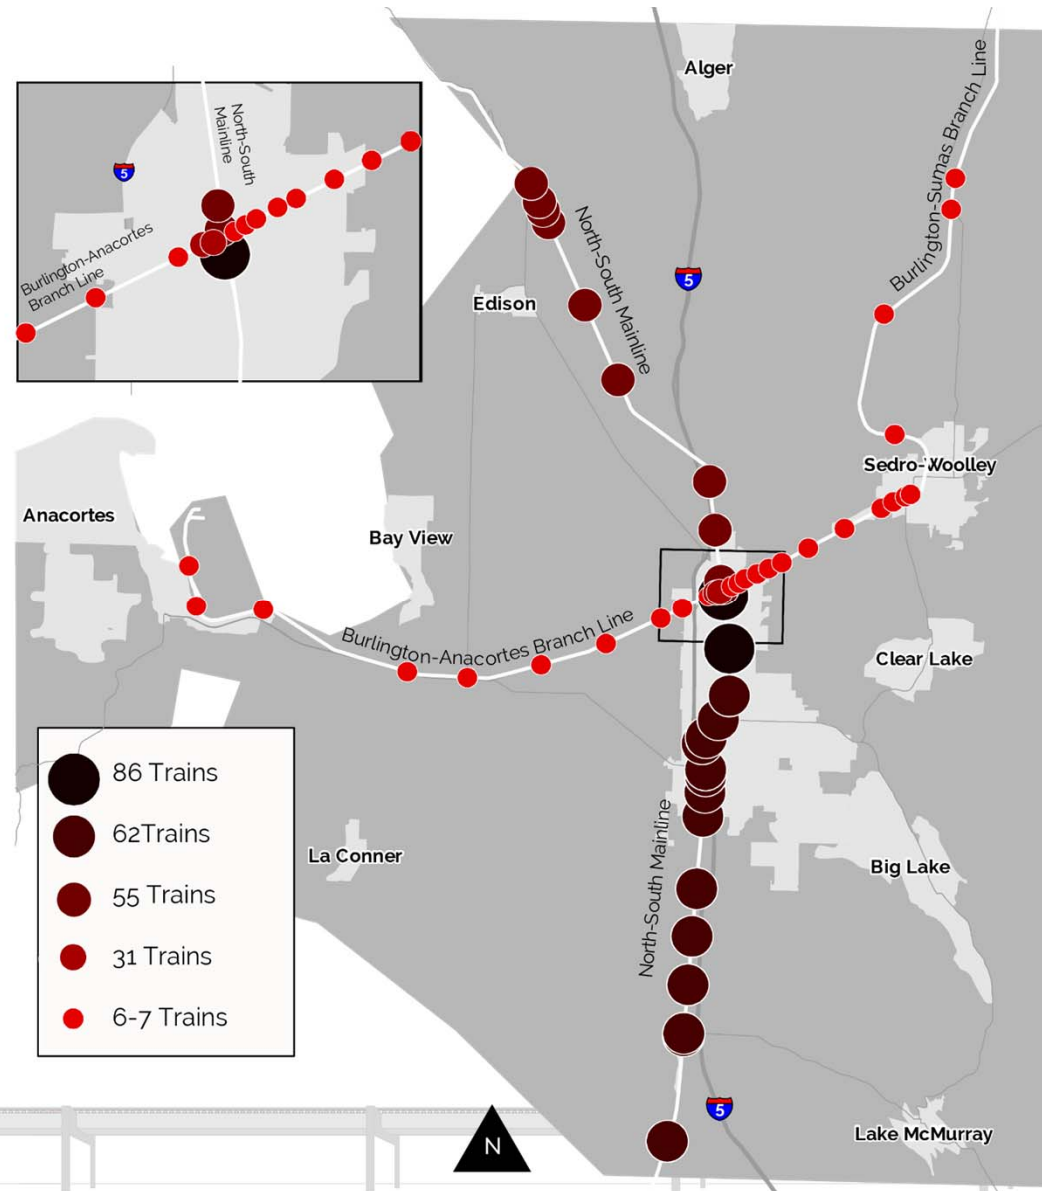 Alger
Burlington-Sumas Branch Line
North-South
Mainline
5
Burlington-Anacortes
Branch Line
North-South Mainline
5
Edison
Sedro-Woolley
Anacortes
Bay View
Burlington-Anacortes Branch Line
Clear Lake
86 Trains
62Trains
55 Trains
31 Trains
6-7 Trains
North-South Mainline
La Conner
Big Lake
5
N
Lake McMurray